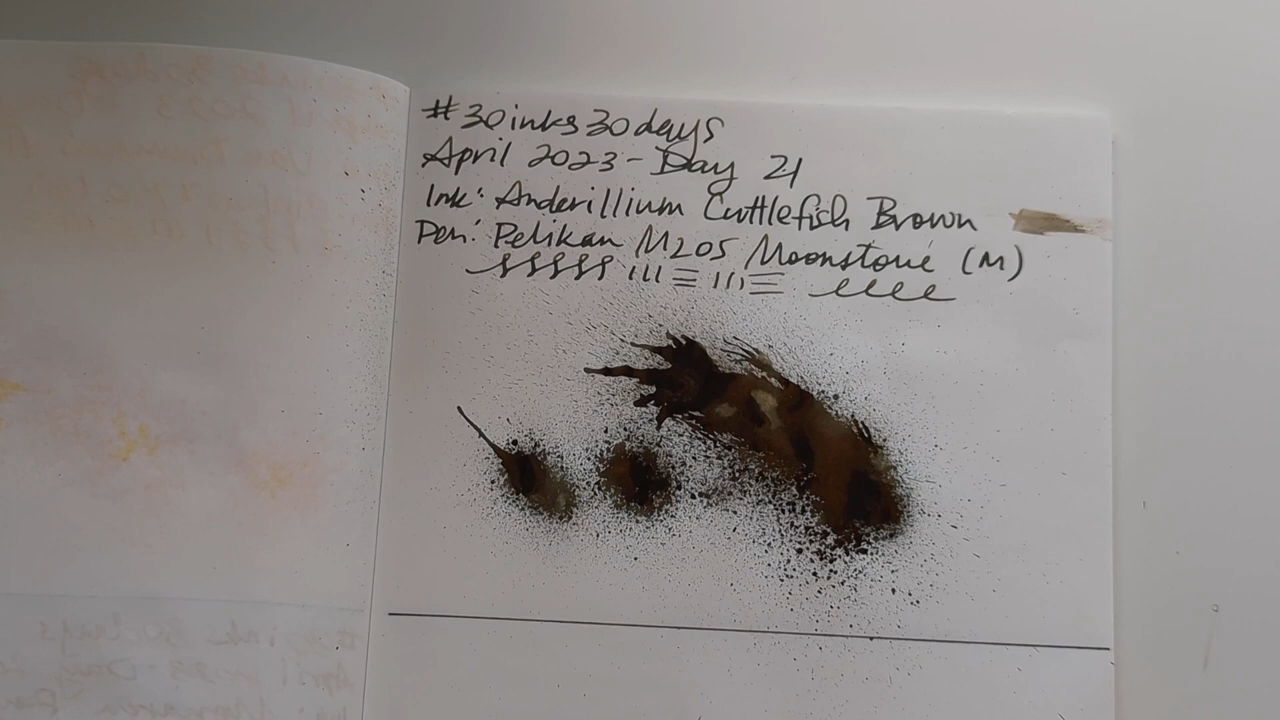 #30inks30days
April 2023 - Day 21
Ink: Anderillium Cuttlefish Brown
Pen: Pelikan M205 Moonstone (M)